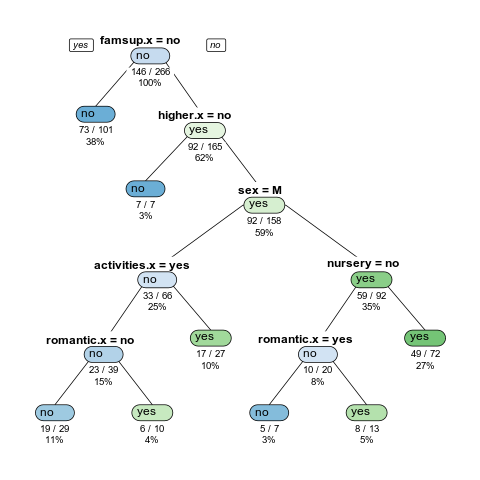 yes famsup.x = no no
no
146 / 266
100%
no higher.x = no
73 / 101 yes
38% 92 / 165
62%
no sex = M
7 / 7 yes
3% 92 / 158
59%
activities.x = yes nursery = no
no yes
33 / 66 59 / 92
25% 35%
romantic.x = no yes romantic.x = yes yes
no 17 / 27 no 49 / 72
23 / 39 10% 10 / 20 27%
15% 8%
no yes no yes
19 / 29 6 / 10 5 / 7 8 / 13
11% 4% 3% 5%